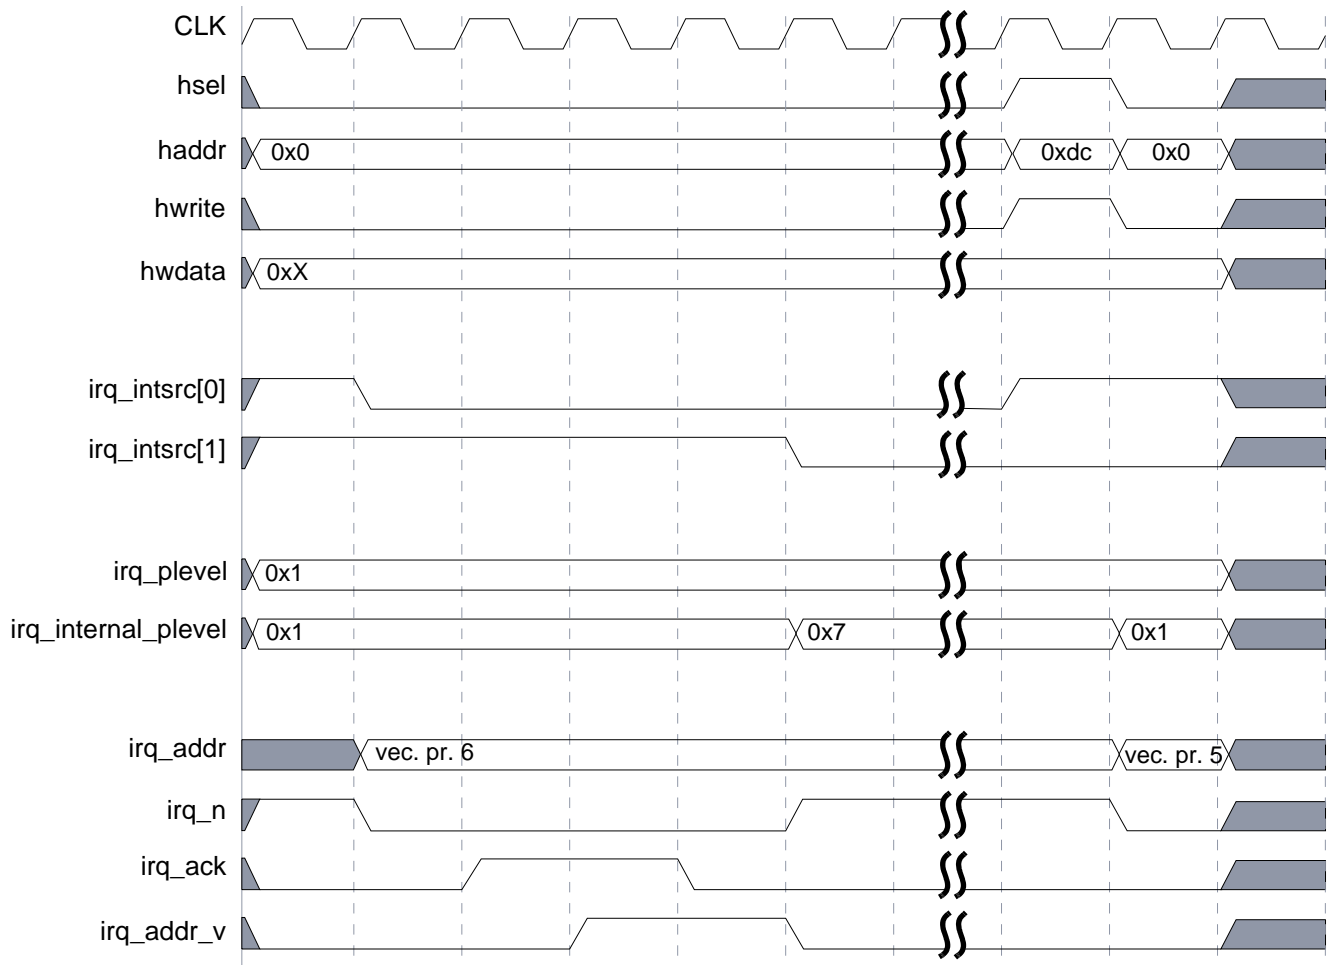 CLK
hsel
haddr 0x0 0xdc 0x0
hwrite
hwdata 0xX
irq_intsrc[0]
irq_intsrc[1]
irq_plevel 0x1
irq_internal_plevel 0x1 0x7 0x1
irq_addr vec. pr. 6 vec. pr. 5
irq_n
irq_ack
irq_addr_v